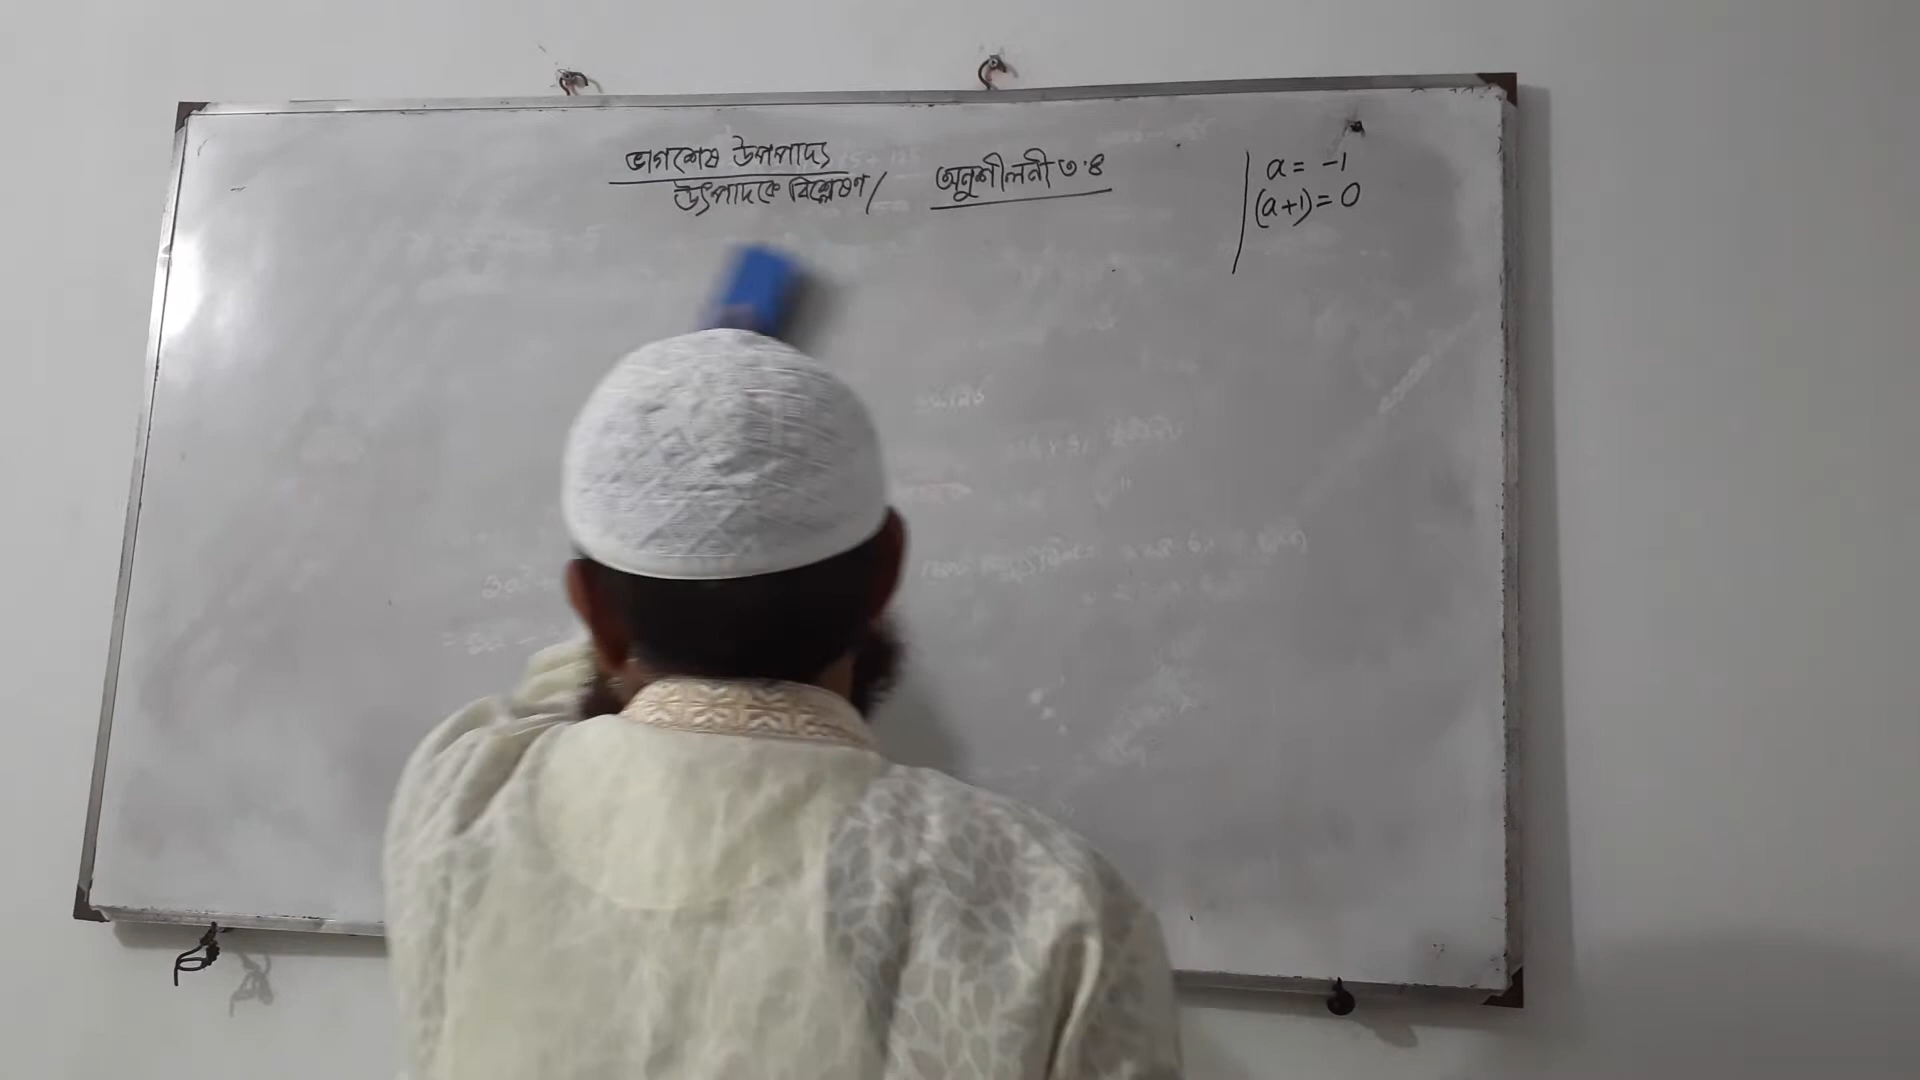 ভাগশেষ উপপাদ্য
উৎপাদকে বিশ্লেষণ/ অনুশীলনী ৩.৪
a = -1
(a+1) = 0